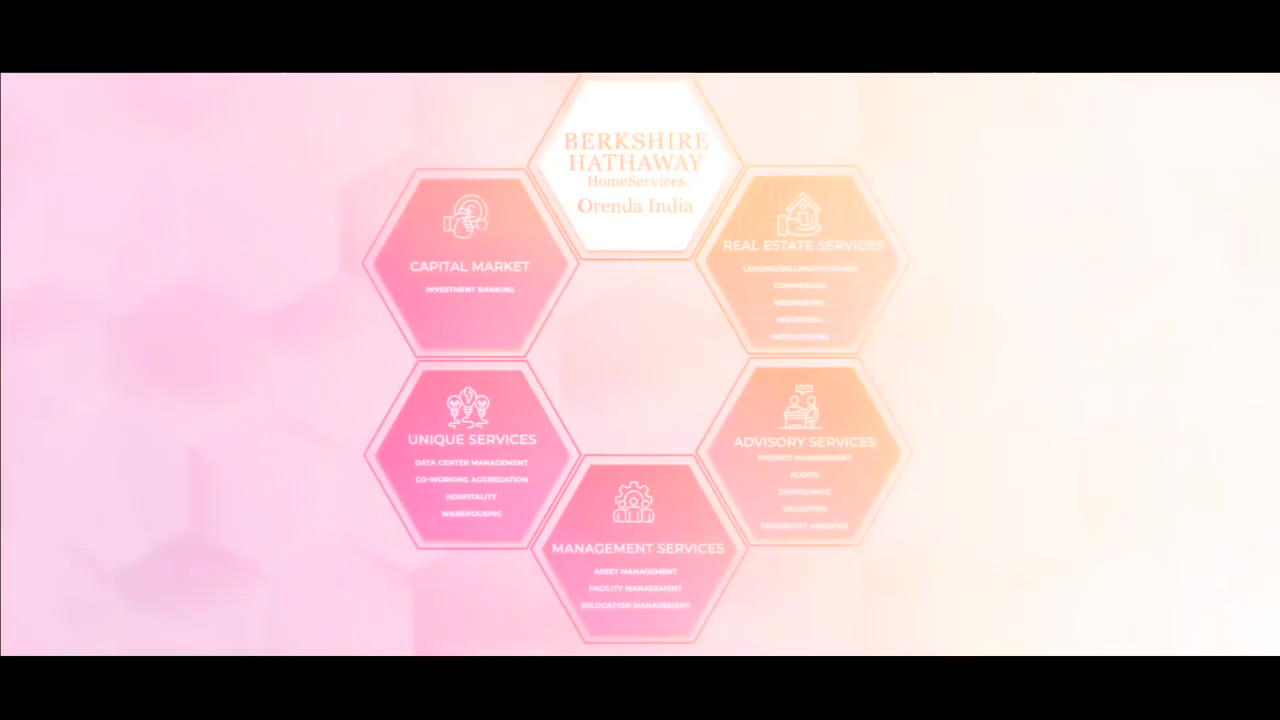 BERKSHIRE
HATHAWAY
HomeServices
Orenda India
CAPITAL MARKET
INVESTMENT BANKING
REAL ESTATE SERVICES
LEASING/SELLING/PURCHASE
COMMERCIAL
RESIDENTIAL
INDUSTRIAL
INSTITUTIONAL
UNIQUE SERVICES
DATA CENTER MANAGEMENT
CO-WORKING AGGREGATION
HOSPITALITY
WAREHOUSING
ADVISORY SERVICES
PROJECT MANAGEMENT
AUDITS
COMPLIANCE
VALUATION
FEASIBILITY ANALYSIS
MANAGEMENT SERVICES
ASSET MANAGEMENT
FACILITY MANAGEMENT
RELOCATION MANAGEMENT